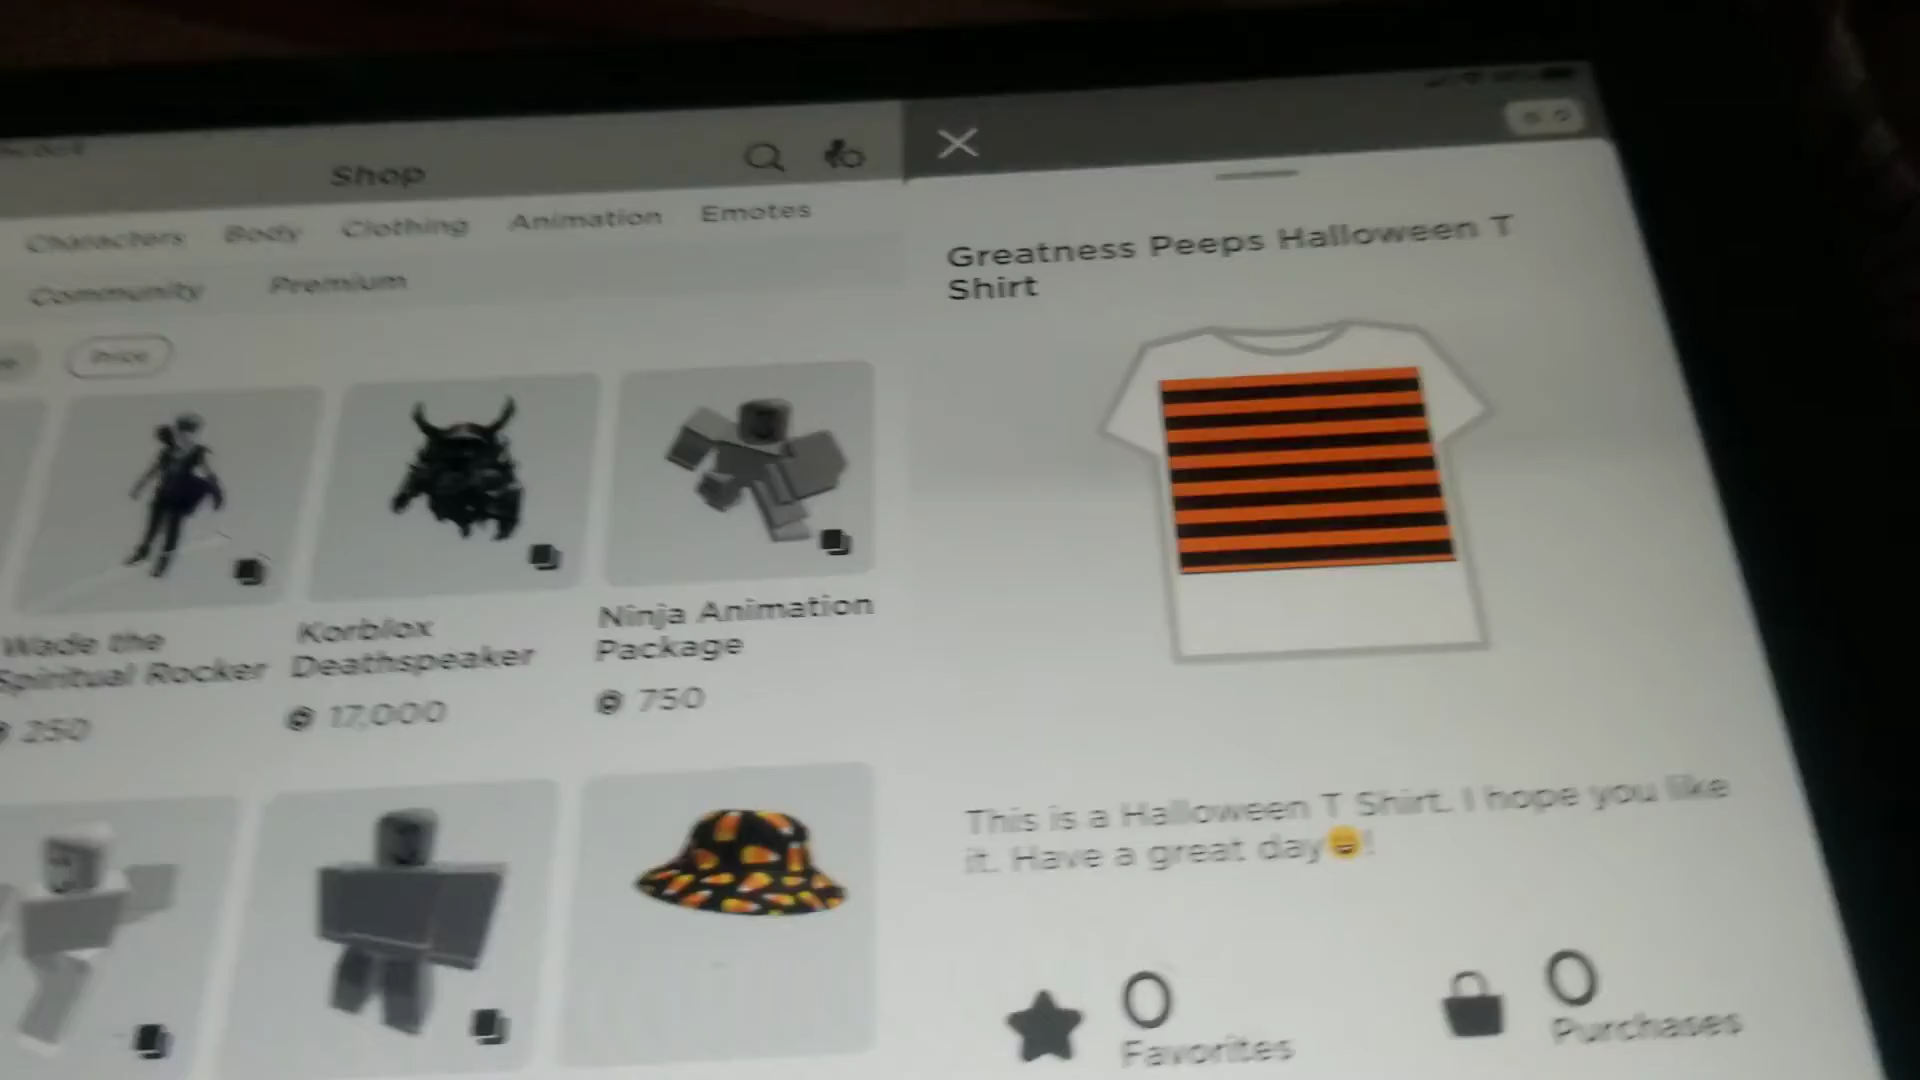 Shop
Characters Body Clothing Animation Emotes
Community Premium
Price
Wade the
Spiritual Rocker
250
Korblox
Deathspeaker
17,000
Ninja Animation
Package
750
Greatness Peeps Halloween T
Shirt
This is a Halloween T Shirt. I hope you like
it. Have a great day😀!
0
Favorites
0
Purchases